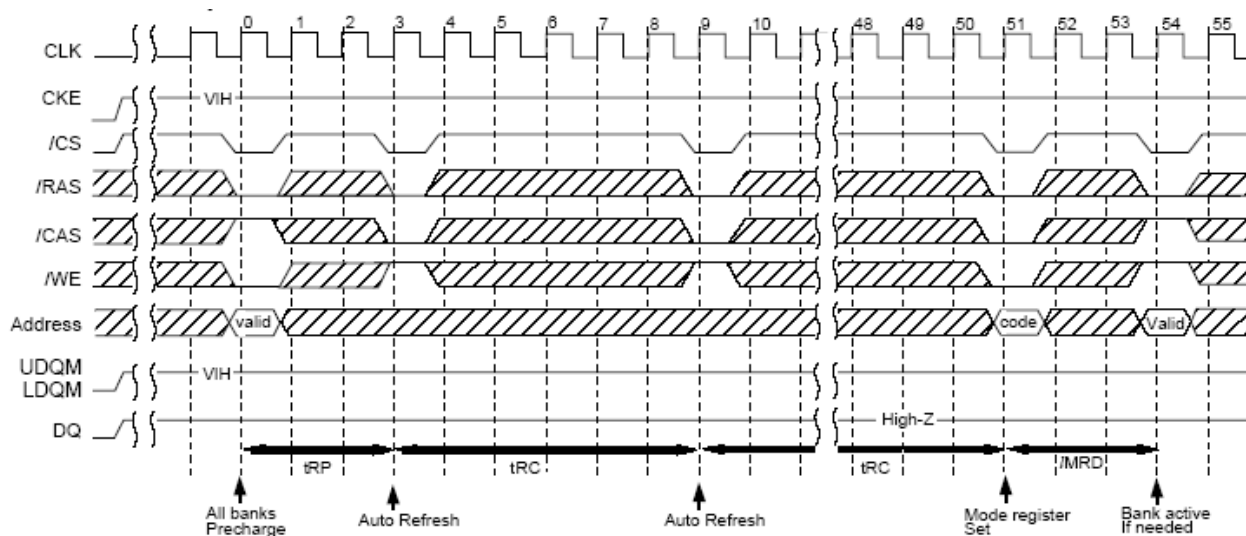 0 1 2 3 4 5 6 7 8 9 10 48 49 50 51 52 53 54 55
CLK
CKE VIH
/CS
/RAS
/CAS
/WE
Address valid code Valid
UDQM
LDQM VIH
DQ High-Z
tRP tRC tRC /MRD
All banks
Precharge
Auto Refresh
Auto Refresh
Mode register
Set
Bank active
If needed